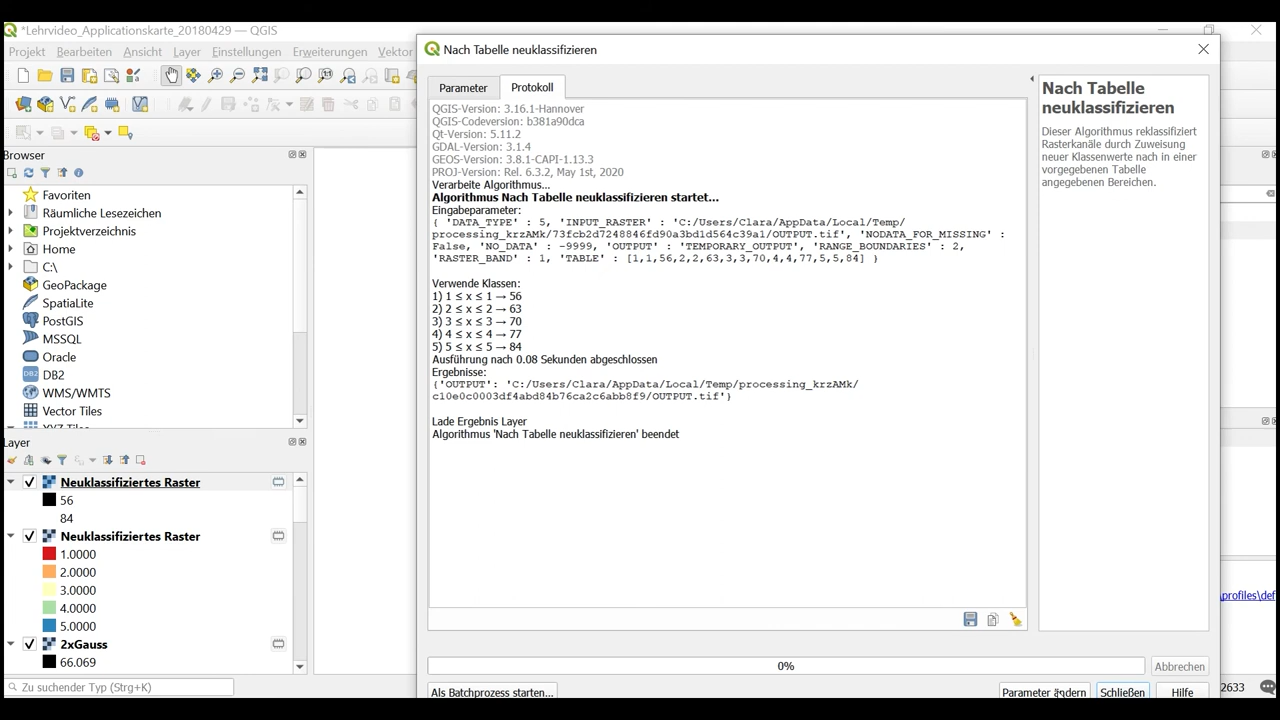 *Lehrvideo_Applicationskarte_20180429 — QGIS
Projekt Bearbeiten Ansicht Layer Einstellungen Erweiterungen Vektor
Browser
Favoriten
Räumliche Lesezeichen
Projektverzeichnis
Home
C:\
GeoPackage
SpatiaLite
PostGIS
MSSQL
Oracle
DB2
WMS/WMTS
Vector Tiles
XYZ Tiles
Layer
Neuklassifiziertes Raster
56
84
Neuklassifiziertes Raster
1.0000
2.0000
3.0000
4.0000
5.0000
2xGauss
66.069
Zu suchender Typ (Strg+K)
Nach Tabelle neuklassifizieren
Parameter Protokoll
QGIS-Version: 3.16.1-Hannover
QGIS-Codeversion: b381a90dca
Qt-Version: 5.11.2
GDAL-Version: 3.1.4
GEOS-Version: 3.8.1-CAPI-1.13.3
PROJ-Version: Rel. 6.3.2, May 1st, 2020
Verarbeite Algorithmus...
Algorithmus Nach Tabelle neuklassifizieren startet...
Eingabeparameter:
{ 'DATA_TYPE' : 5, 'INPUT_RASTER' : 'C:/Users/Clara/AppData/Local/Temp/
processing_krzAMk/73fcb2d7248846fd90a3bd1d564c39a1/OUTPUT.tif', 'NODATA_FOR_MISSING' :
False, 'NO_DATA' : -9999, 'OUTPUT' : 'TEMPORARY_OUTPUT', 'RANGE_BOUNDARIES' : 2,
'RASTER_BAND' : 1, 'TABLE' : [1,1,56,2,2,63,3,3,70,4,4,77,5,5,84] }
Verwende Klassen:
1) 1 ≤ x ≤ 1 → 56
2) 2 ≤ x ≤ 2 → 63
3) 3 ≤ x ≤ 3 → 70
4) 4 ≤ x ≤ 4 → 77
5) 5 ≤ x ≤ 5 → 84
Ausführung nach 0.08 Sekunden abgeschlossen
Ergebnisse:
{'OUTPUT': 'C:/Users/Clara/AppData/Local/Temp/processing_krzAMk/
c10e0c0003df4abd84b76ca2c6abb8f9/OUTPUT.tif'}
Lade Ergebnis Layer
Algorithmus 'Nach Tabelle neuklassifizieren' beendet
0%
Abbrechen
Als Batchprozess starten...
Parameter ändern Schließen Hilfe
Nach Tabelle
neuklassifizieren
Dieser Algorithmus reklassifiziert
Rasterkanäle durch Zuweisung
neuer Klassenwerte nach in einer
vorgegebenen Tabelle
angegebenen Bereichen.
\profiles\def
2633